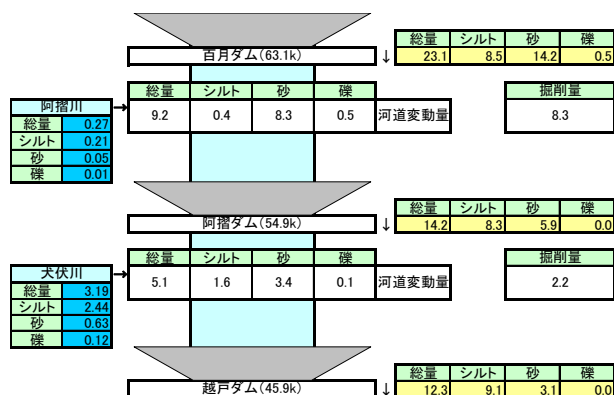 総量 シルト 砂 礫
百月ダム(63.1k) ↓ 23.1 8.5 14.2 0.5
総量 シルト 砂 礫 掘削量
阿摺川 → 9.2 0.4 8.3 0.5 河道変動量 8.3
総量 0.27
シルト 0.21
砂 0.05
礫 0.01
総量 シルト 砂 礫
阿摺ダム(54.9k) ↓ 14.2 8.3 5.9 0.0
総量 シルト 砂 礫 掘削量
犬伏川 → 5.1 1.6 3.4 0.1 河道変動量 2.2
総量 3.19
シルト 2.44
砂 0.63
礫 0.12
総量 シルト 砂 礫
越戸ダム(45.9k) ↓ 12.3 9.1 3.1 0.0